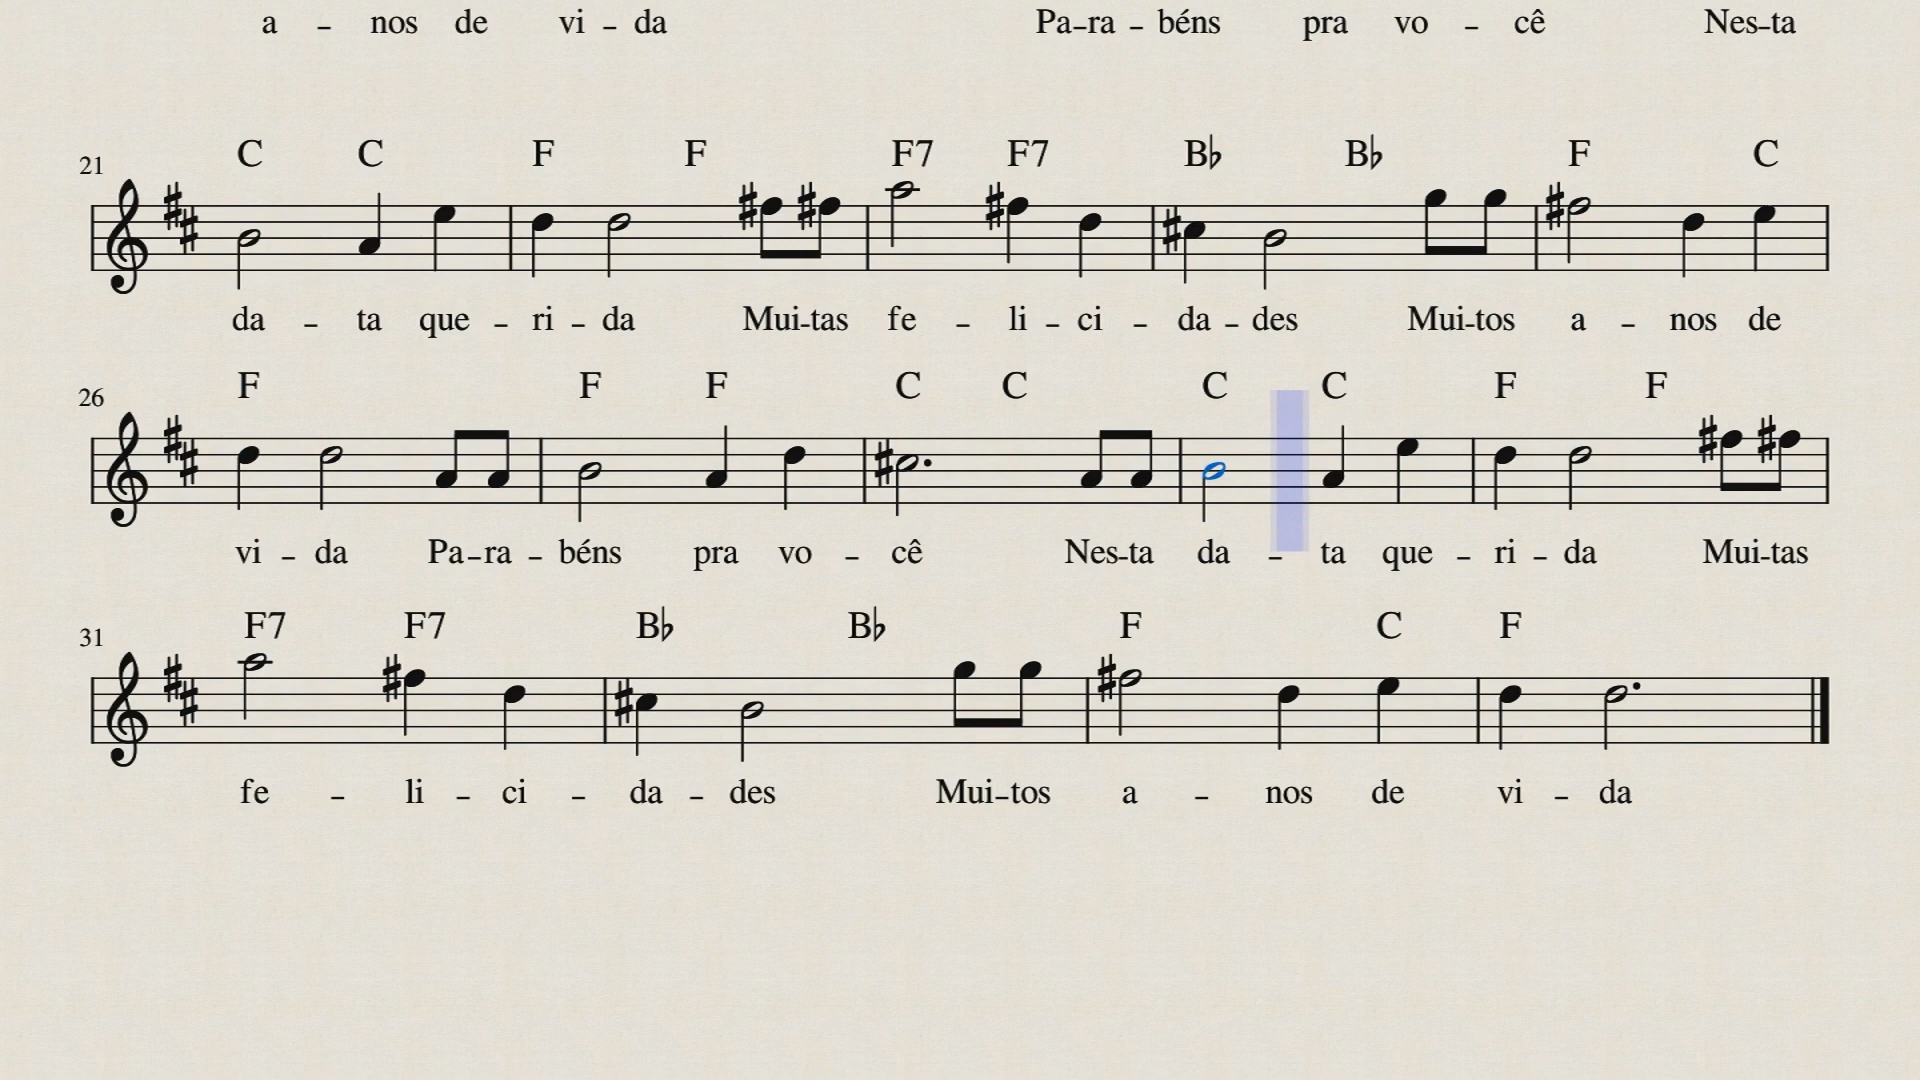 a – nos de vi – da Pa – ra – béns pra vo – cê Nes – ta
C C F F F7 F7 B♭ B♭ F C
21
da – ta que – ri – da Mui – tas fe – li – ci – da – des Mui – tos a – nos de
F F F C C C C F F
26
vi – da Pa – ra – béns pra vo – cê Nes – ta da – ta que – ri – da Mui – tas
F7 F7 B♭ B♭ F C F
31
fe – li – ci – da – des Mui – tos a – nos de vi – da